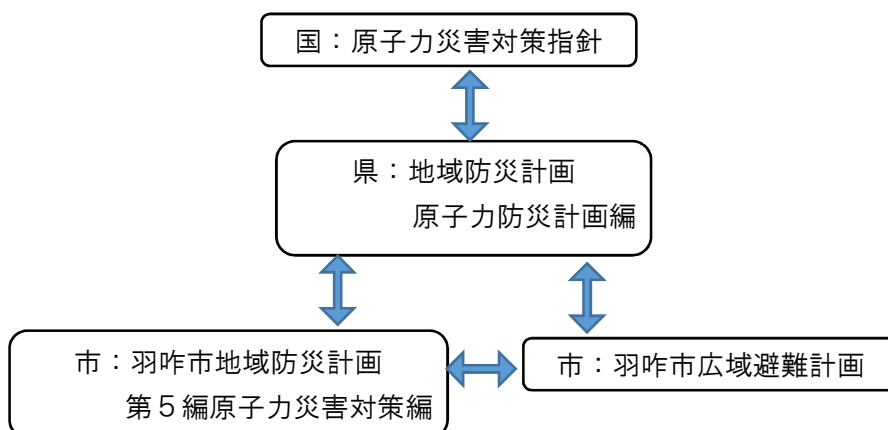 国：原子力災害対策指針
県：地域防災計画
原子力防災計画編
市：羽咋市地域防災計画
第５編原子力災害対策編
市：羽咋市広域避難計画